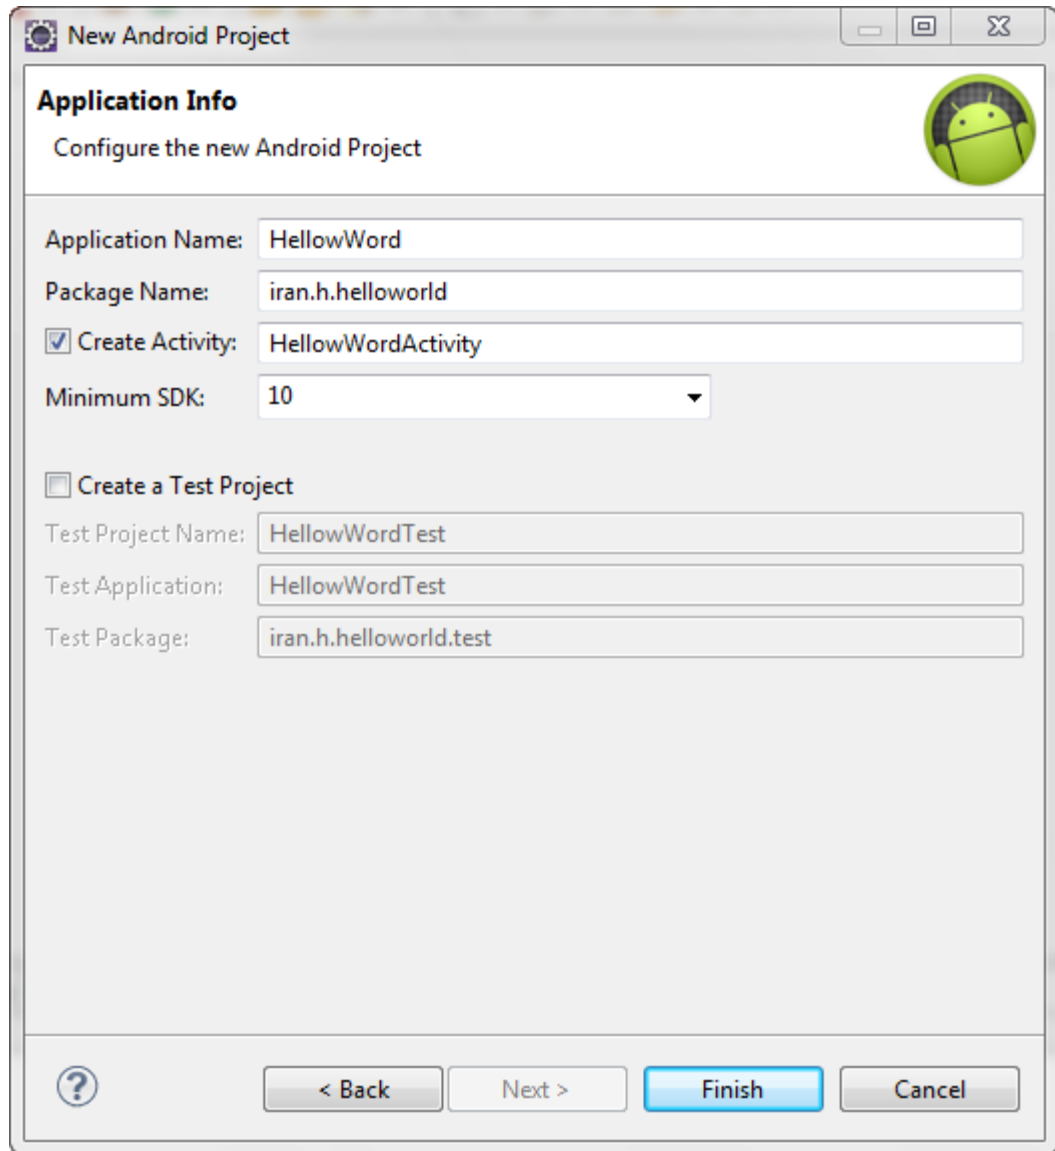 New Android Project
Application Info
Configure the new Android Project
Application Name: HellowWord
Package Name: iran.h.helloworld
Create Activity: HellowWordActivity
Minimum SDK: 10
Create a Test Project
Test Project Name: HellowWordTest
Test Application: HellowWordTest
Test Package: iran.h.helloworld.test
? < Back Next > Finish Cancel